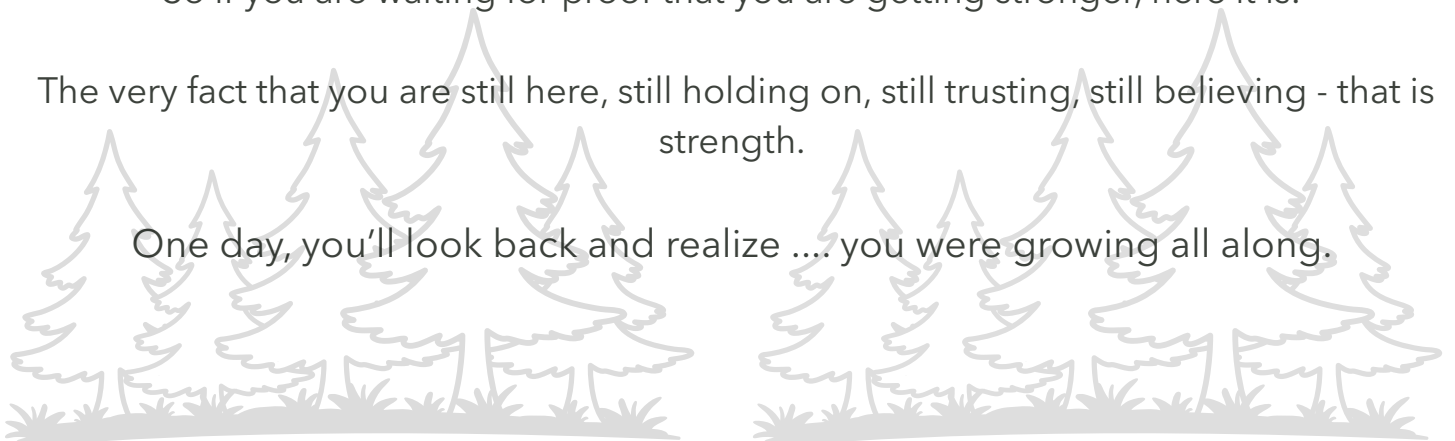 So if you are waiting for proof that you are getting stronger, here it is.
The very fact that you are still here, still holding on, still trusting, still believing - that is
strength.
One day, you'll look back and realize .... you were growing all along.